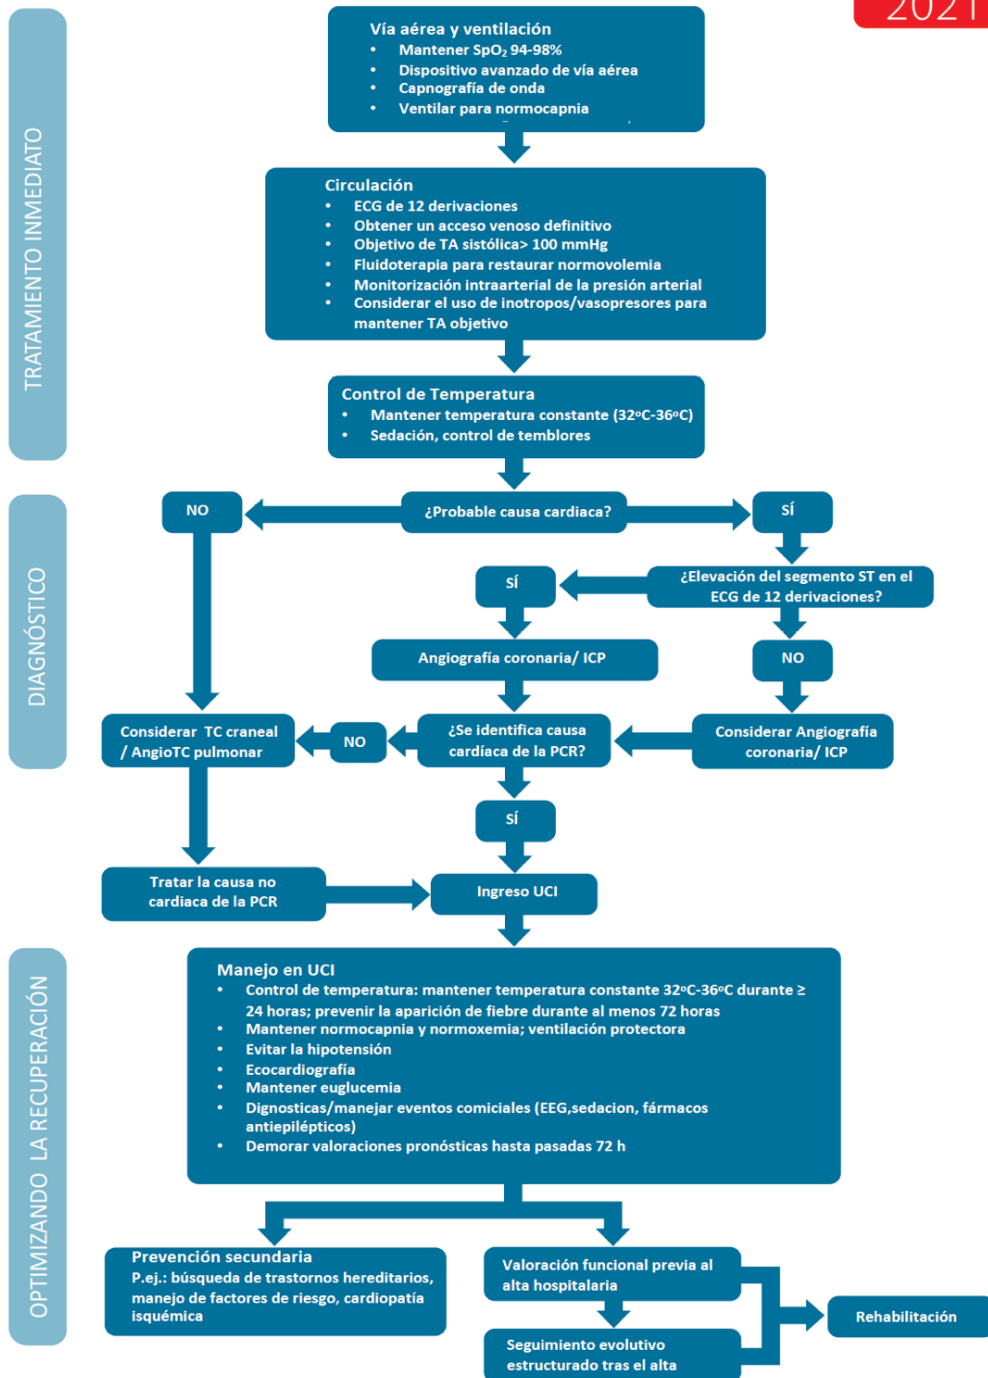 2021
TRATAMIENTO INMEDIATO
Vía aérea y ventilación
• Mantener SpO₂ 94-98%
• Dispositivo avanzado de vía aérea
• Capnografía de onda
• Ventilar para normocapnia
Circulación
• ECG de 12 derivaciones
• Obtener un acceso venoso definitivo
• Objetivo de TA sistólica> 100 mmHg
• Fluidoterapia para restaurar normovolemia
• Monitorización intraarterial de la presión arterial
• Considerar el uso de inotropos/vasopresores para
mantener TA objetivo
Control de Temperatura
• Mantener temperatura constante (32ºC-36ºC)
• Sedación, control de temblores
DIAGNÓSTICO
NO
¿Probable causa cardiaca?
SÍ
SÍ
¿Elevación del segmento ST en el
ECG de 12 derivaciones?
Angiografía coronaria/ ICP
NO
Considerar TC craneal
/ AngioTC pulmonar
NO
¿Se identifica causa
cardíaca de la PCR?
Considerar Angiografía
coronaria/ ICP
SÍ
Tratar la causa no
cardiaca de la PCR
Ingreso UCI
OPTIMIZANDO LA RECUPERACIÓN
Manejo en UCI
• Control de temperatura: mantener temperatura constante 32ºC-36ºC durante ≥
24 horas; prevenir la aparición de fiebre durante al menos 72 horas
• Mantener normocapnia y normoxemia; ventilación protectora
• Evitar la hipotensión
• Ecocardiografía
• Mantener euglucemia
• Dignosticas/manejar eventos comiciales (EEG,sedacion, fármacos
antiepilépticos)
• Demorar valoraciones pronósticas hasta pasadas 72 h
Prevención secundaria
P.ej.: búsqueda de trastornos hereditarios,
manejo de factores de riesgo, cardiopatía
isquémica
Valoración funcional previa al
alta hospitalaria
Seguimiento evolutivo
estructurado tras el alta
Rehabilitación